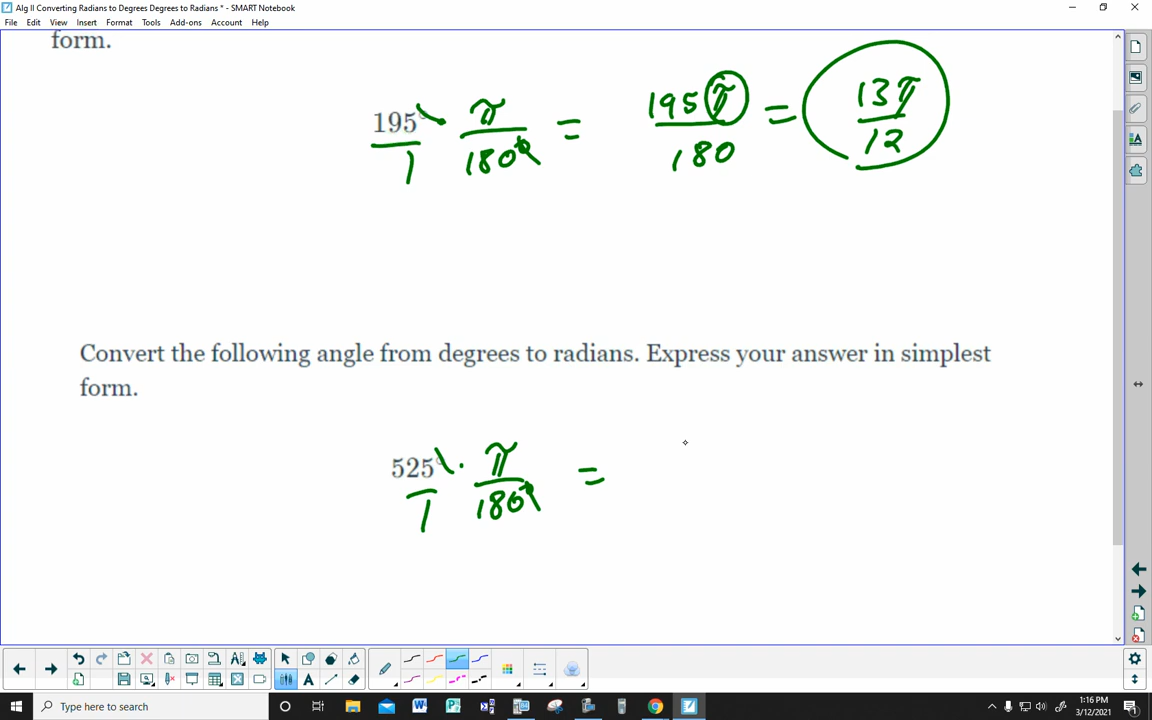 Alg II Converting Radians to Degrees Degrees to Radians * - SMART Notebook
File Edit View Insert Format Tools Add-ons Account Help
form.
195°/1 · π/180° = 195π/180 = 13π/12
Convert the following angle from degrees to radians. Express your answer in simplest
form.
525°/1 · π/180° =
Type here to search
1:16 PM
3/12/2021